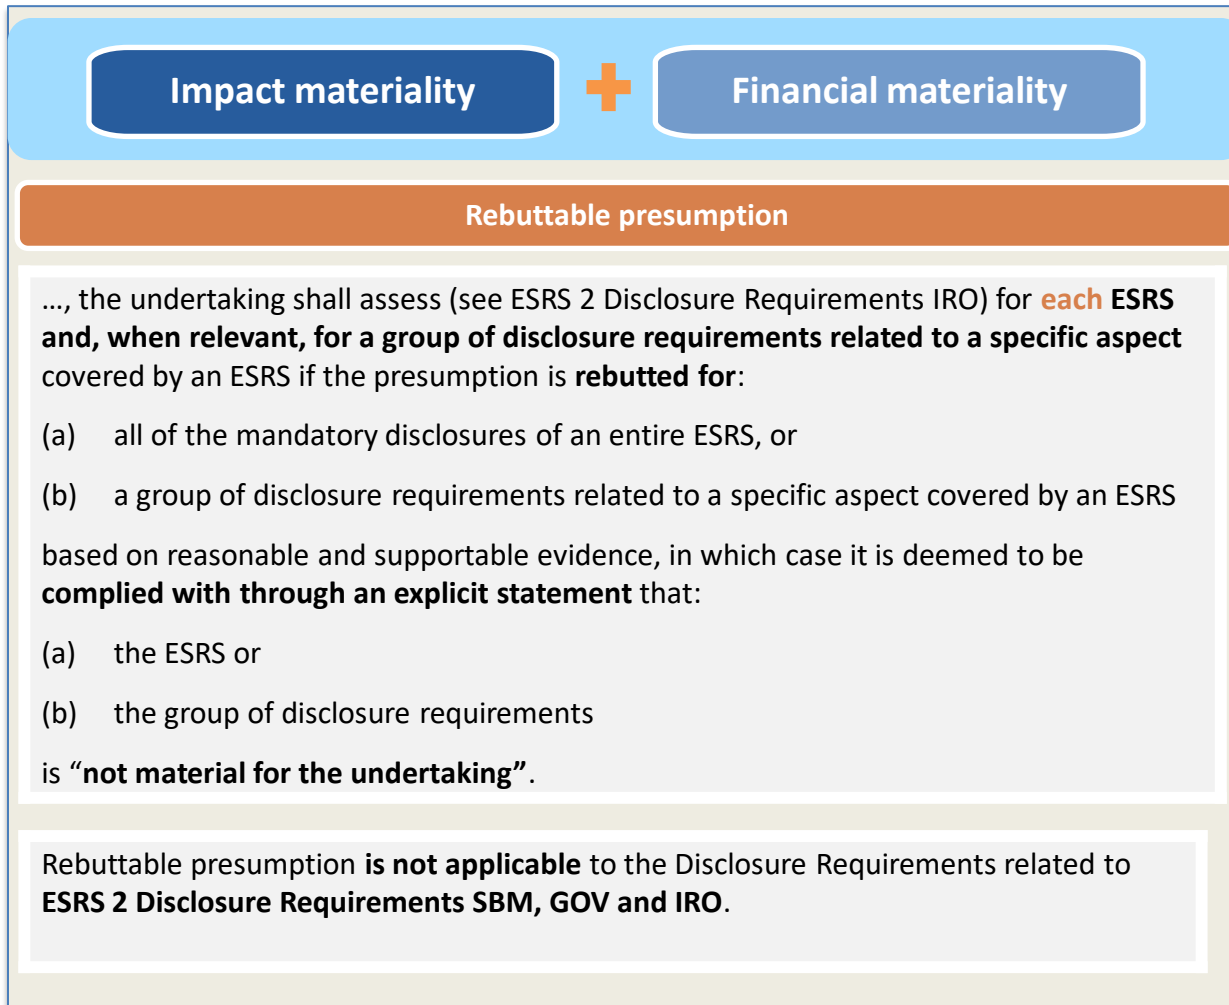 Impact materiality
Financial materiality
Rebuttable presumption
..., the undertaking shall assess (see ESRS 2 Disclosure Requirements IRO) for each ESRS
and, when relevant, for a group of disclosure requirements related to a specific aspect
covered by an ESRS if the presumption is rebutted for:
(a) all of the mandatory disclosures of an entire ESRS, or
(b) a group of disclosure requirements related to a specific aspect covered by an ESRS
based on reasonable and supportable evidence, in which case it is deemed to be
complied with through an explicit statement that:
(a) the ESRS or
(b) the group of disclosure requirements
is “not material for the undertaking”.
Rebuttable presumption is not applicable to the Disclosure Requirements related to
ESRS 2 Disclosure Requirements SBM, GOV and IRO.